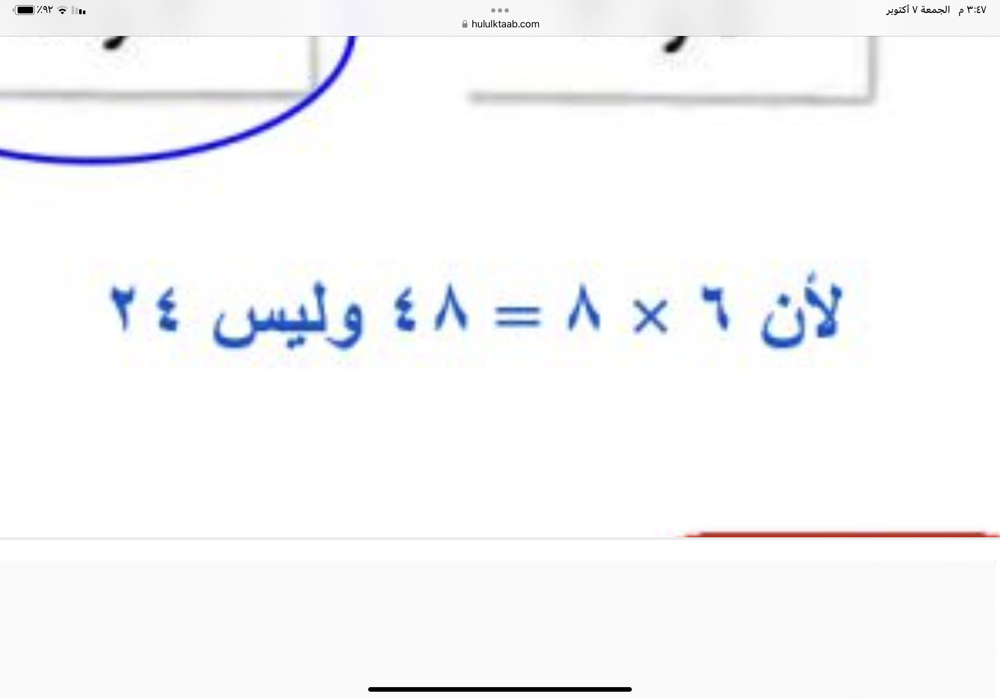 ٣:٤٧ م الجمعة ٧ أكتوبر
٪٩٢
hululktaab.com
لأن ٦ × ٨ = ٤٨ وليس ٢٤